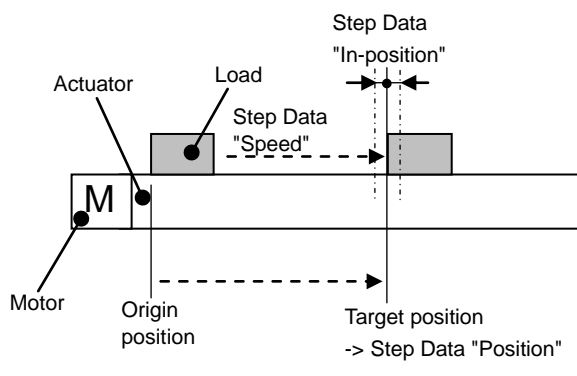 Step Data
"In-position"
Actuator
Load
Step Data
"Speed"
M
Motor
Origin
position
Target position
-> Step Data "Position"